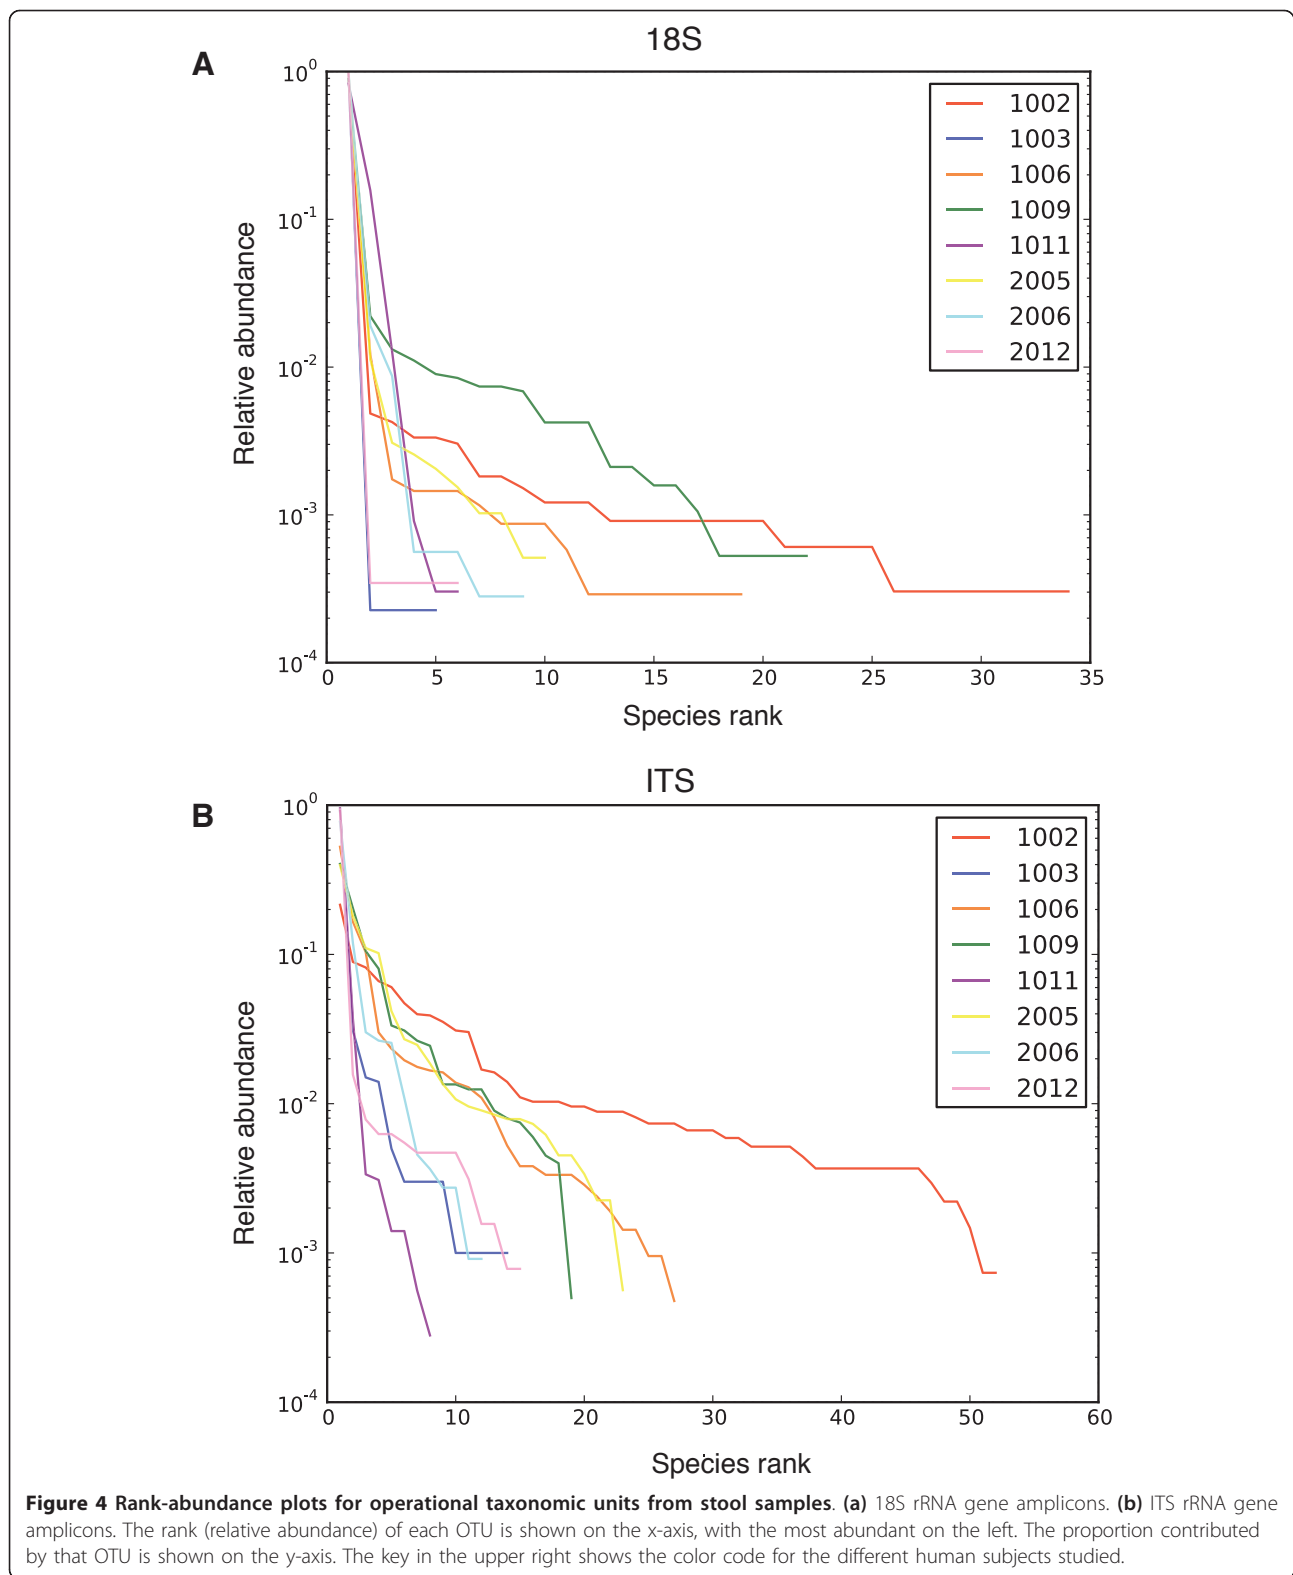 18S
A
10^0
10^-1
10^-2
10^-3
10^-4
Relative abundance
1002
1003
1006
1009
1011
2005
2006
2012
0 5 10 15 20 25 30 35
Species rank
ITS
B
10^0
10^-1
10^-2
10^-3
10^-4
Relative abundance
1002
1003
1006
1009
1011
2005
2006
2012
0 10 20 30 40 50 60
Species rank
Figure 4 Rank-abundance plots for operational taxonomic units from stool samples. (a) 18S rRNA gene amplicons. (b) ITS rRNA gene
amplicons. The rank (relative abundance) of each OTU is shown on the x-axis, with the most abundant on the left. The proportion contributed
by that OTU is shown on the y-axis. The key in the upper right shows the color code for the different human subjects studied.